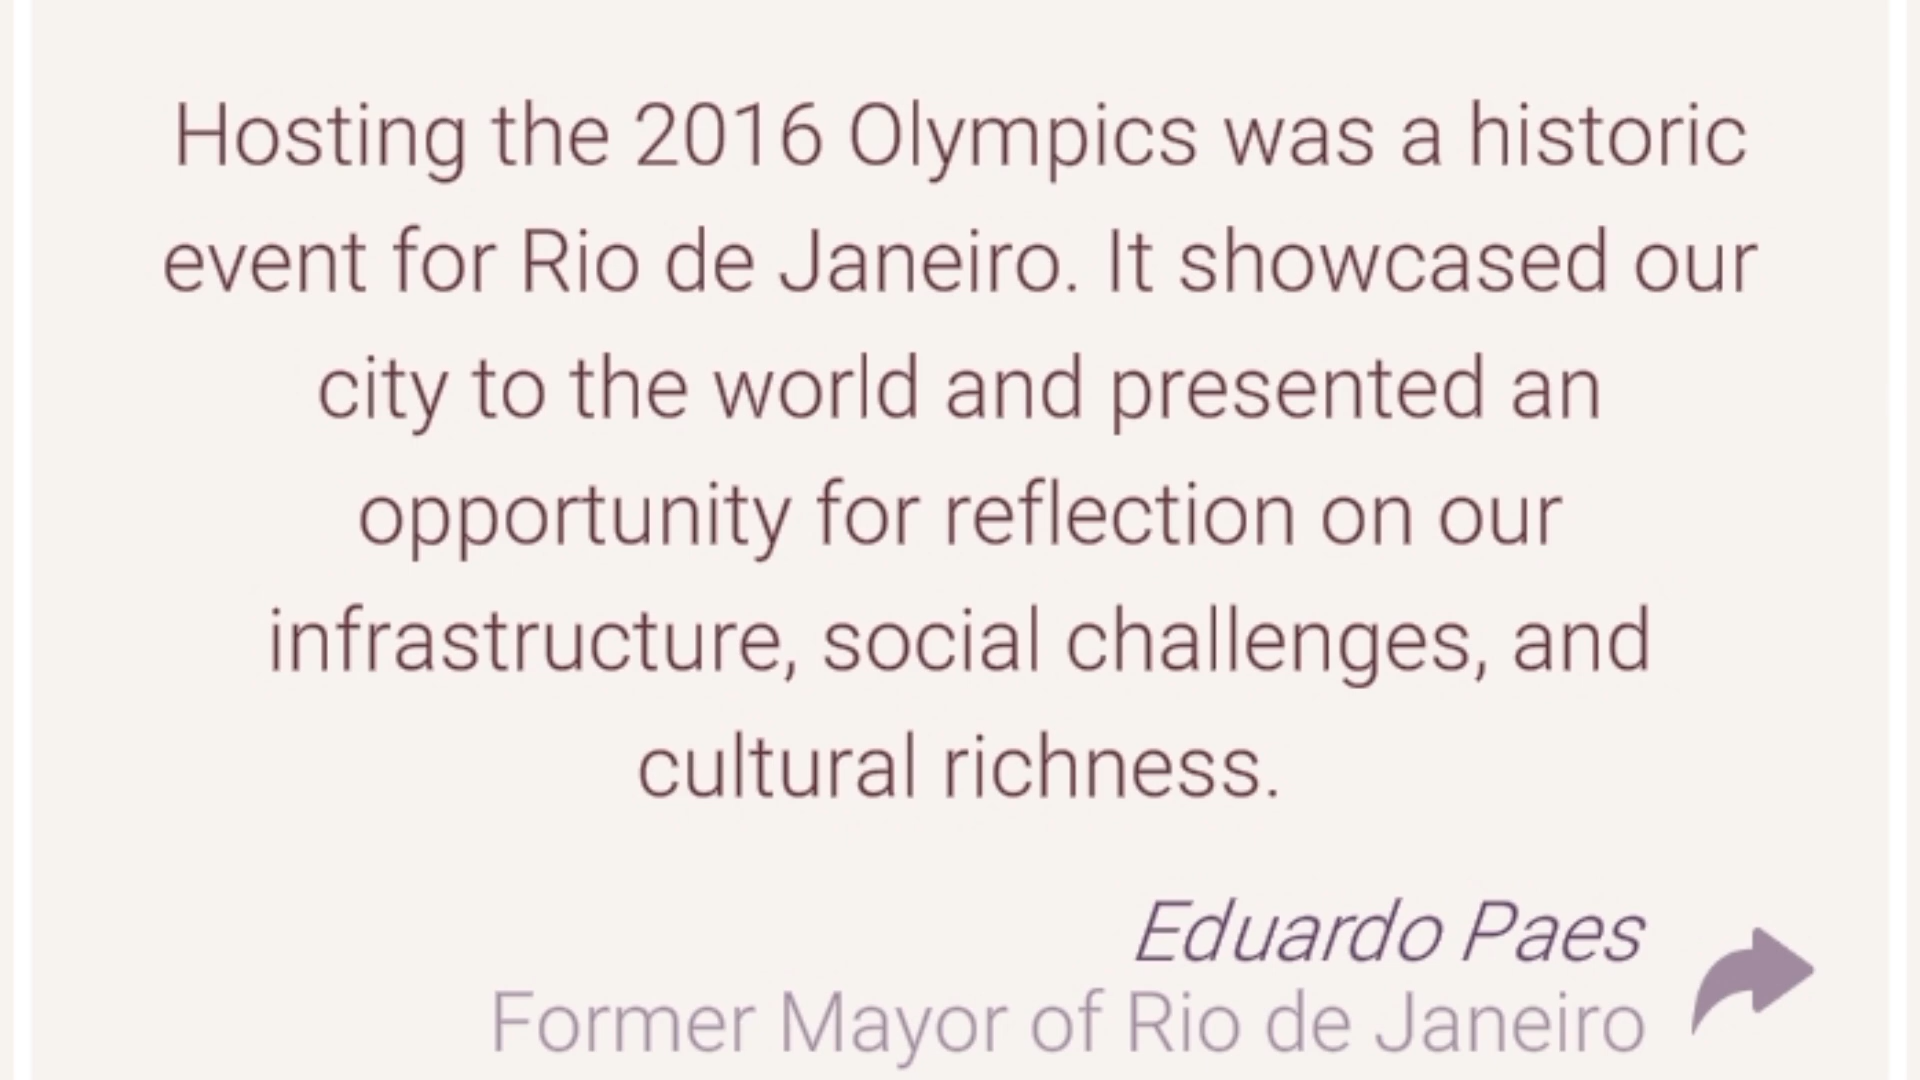 Hosting the 2016 Olympics was a historic
event for Rio de Janeiro. It showcased our
city to the world and presented an
opportunity for reflection on our
infrastructure, social challenges, and
cultural richness.
Eduardo Paes
Former Mayor of Rio de Janeiro